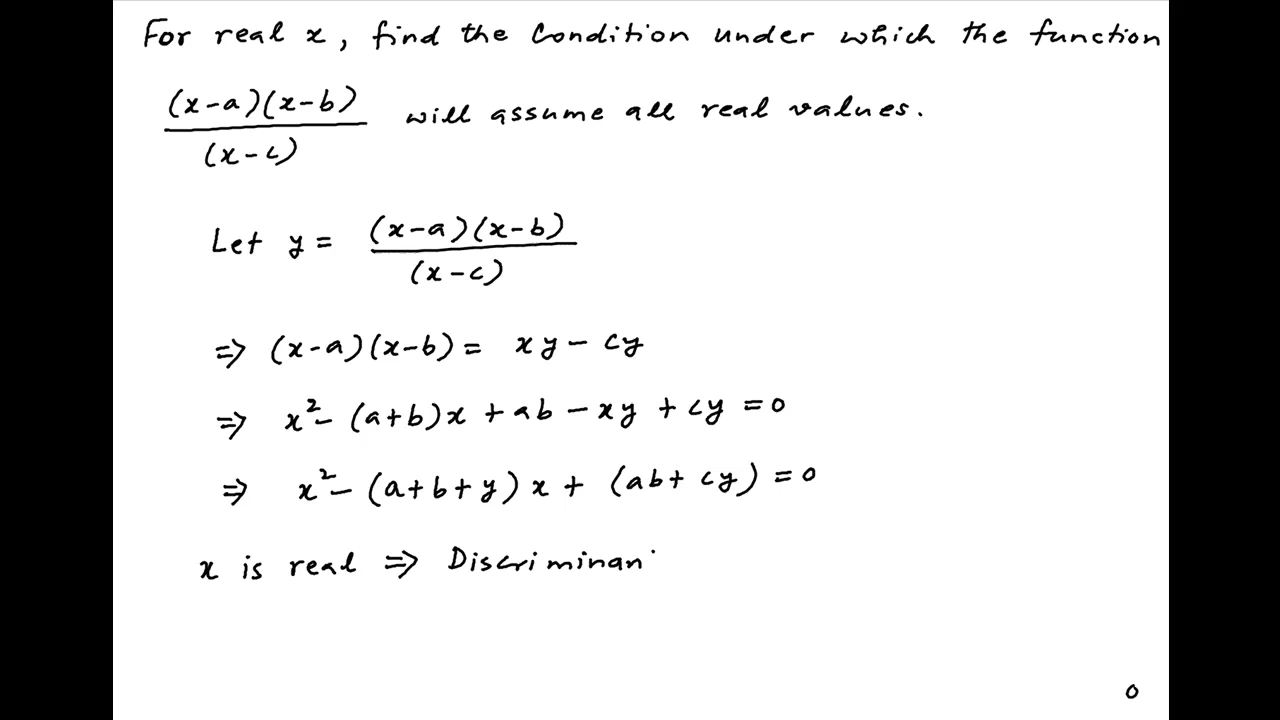 For real x, find the condition under which the function
(x-a)(x-b)
(x-c)
will assume all real values.
Let y = (x-a)(x-b)
(x-c)
⇒ (x-a)(x-b) = xy - cy
⇒ x² - (a+b)x + ab - xy + cy = 0
⇒ x² - (a+b+y)x + (ab+cy) = 0
x is real ⇒ Discriminan
0